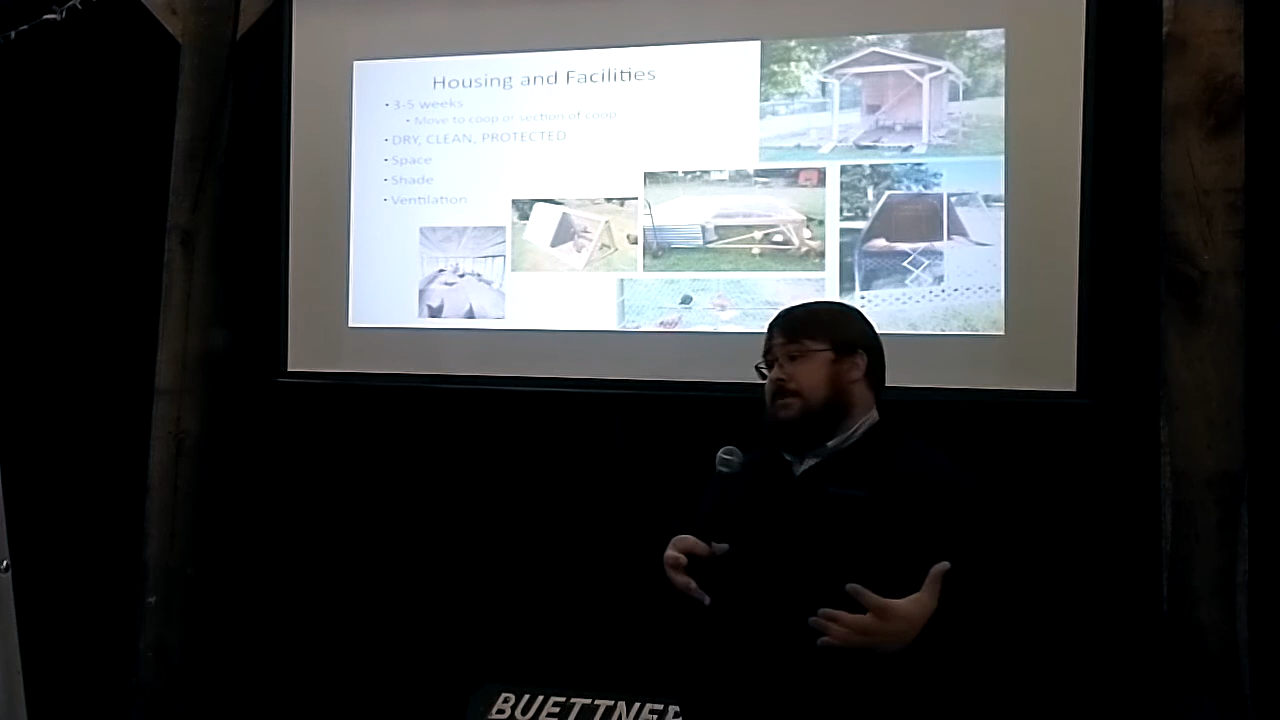 Housing and Facilities
• 3-5 weeks
• Move to coop or section of coop
• DRY, CLEAN, PROTECTED
• Space
• Shade
• Ventilation
BUETTNER